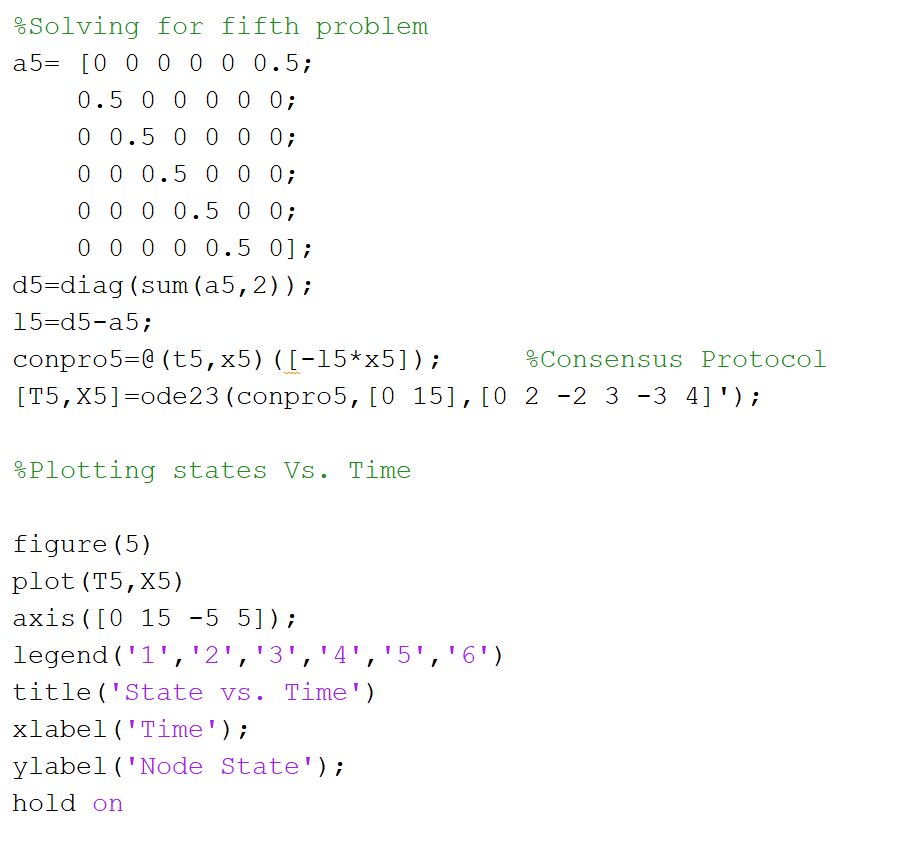 %Solving for fifth problem
a5= [0 0 0 0 0 0.5;
0.5 0 0 0 0 0;
0 0.5 0 0 0 0;
0 0 0.5 0 0 0;
0 0 0 0.5 0 0;
0 0 0 0 0.5 0];
d5=diag(sum(a5,2));
l5=d5-a5;
conpro5=@(t5,x5)([-l5*x5]); %Consensus Protocol
[T5,X5]=ode23(conpro5,[0 15],[0 2 -2 3 -3 4]');
%Plotting states Vs. Time
figure(5)
plot(T5,X5)
axis([0 15 -5 5]);
legend('1','2','3','4','5','6')
title('State vs. Time')
xlabel('Time');
ylabel('Node State');
hold on